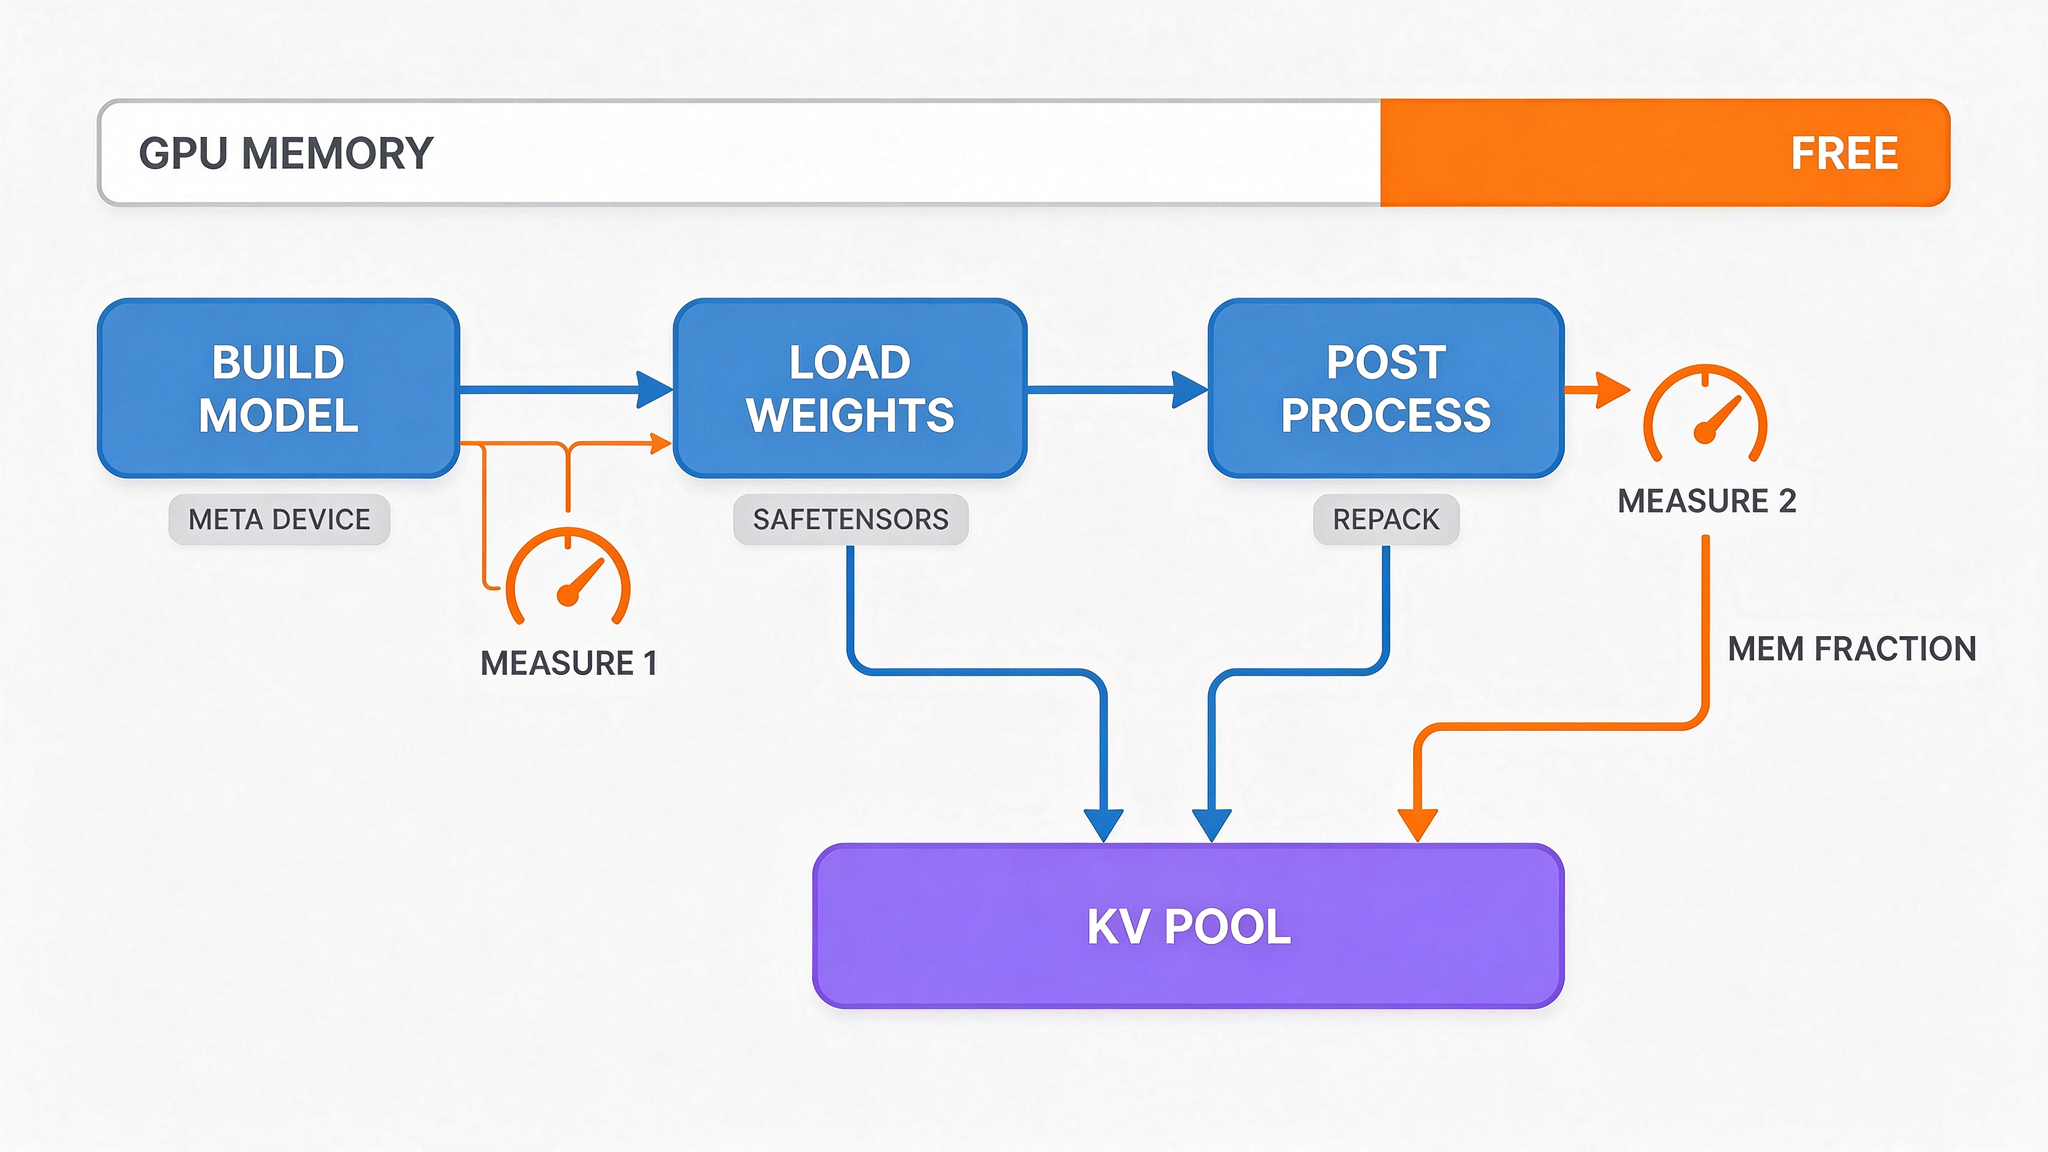 GPU MEMORY
FREE
BUILD
MODEL
LOAD
WEIGHTS
POST
PROCESS
META DEVICE
SAFETENSORS
REPACK
MEASURE 2
MEASURE 1
MEM FRACTION
KV POOL